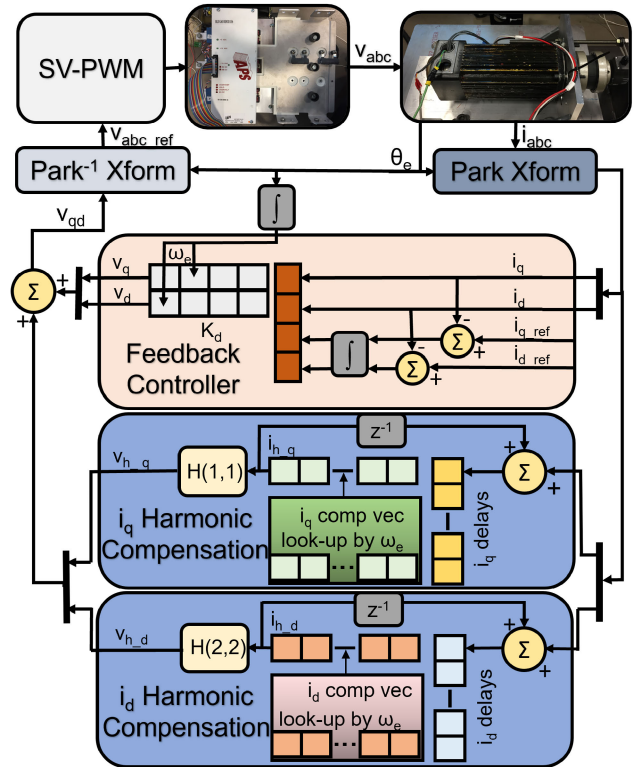 SV-PWM
APS
v_abc
v_abc_ref
i_abc
Park⁻¹ Xform
θ_e
Park Xform
v_qd
∫
ω_e
v_q
i_q
Σ
v_d
i_d
+
+
K_d
-
i_q_ref
Feedback
Controller
∫
-
Σ
+
i_d_ref
Σ
+
z⁻¹
v_h_q
H(1,1)
i_h_q
+
Σ
+
i_q Harmonic
Compensation
i_q comp vec
look-up by ω_e
...
i_q delays
z⁻¹
v_h_d
H(2,2)
i_h_d
+
Σ
+
i_d Harmonic
Compensation
i_d comp vec
look-up by ω_e
...
i_d delays